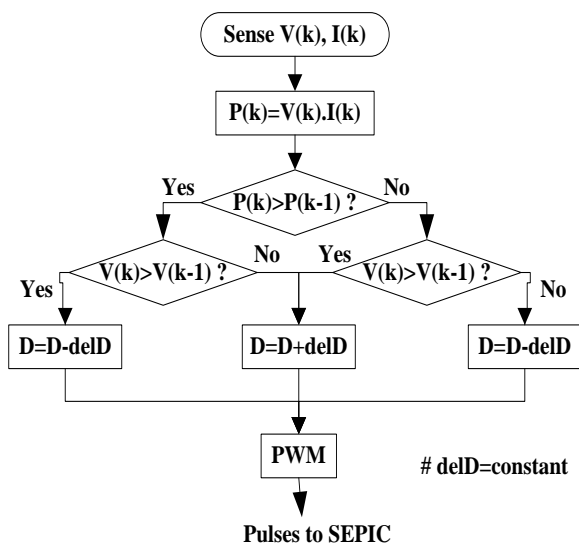 Sense V(k), I(k)
P(k)=V(k).I(k)
Yes
P(k)>P(k-1) ?
No
V(k)>V(k-1) ?
No
Yes
V(k)>V(k-1) ?
Yes
No
D=D-delD
D=D+delD
D=D-delD
PWM
# delD=constant
Pulses to SEPIC